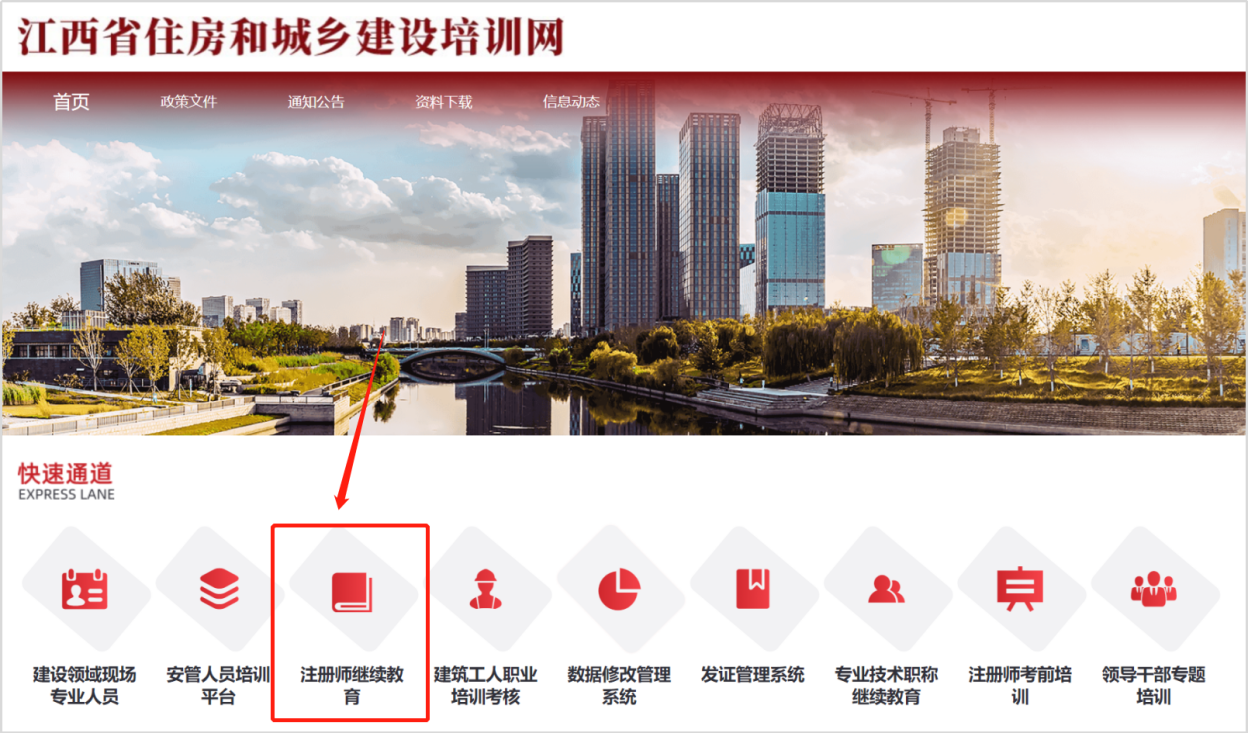 江西省住房和城乡建设培训网
首页 政策文件 通知公告 资料下载 信息动态
快速通道
EXPRESS LANE
建设领域现场
专业人员
安管人员培训
平台
注册师继续教
育
建筑工人职业
培训考核
数据修改管理
系统
发证管理系统
专业技术职称
继续教育
注册师考前培
训
领导干部专题
培训